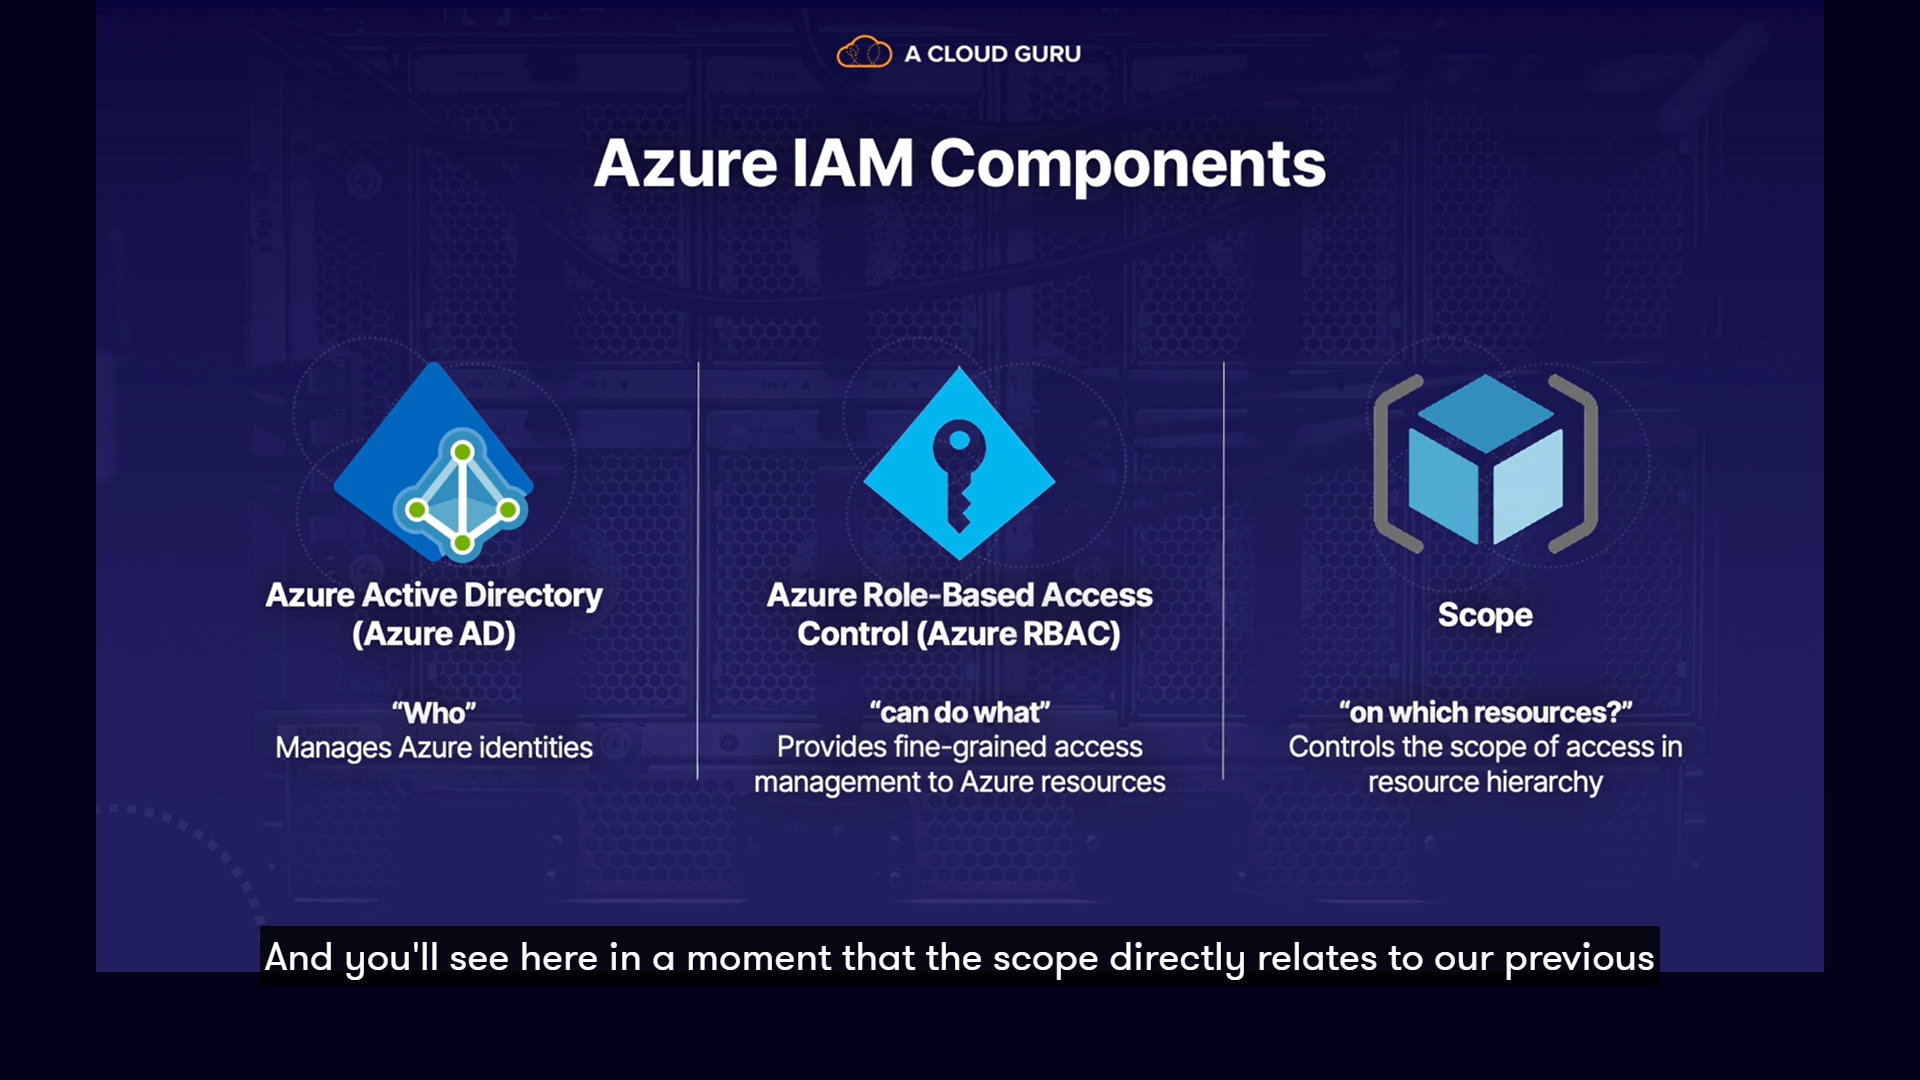 A CLOUD GURU
Azure IAM Components
Azure Active Directory
(Azure AD)
“Who”
Manages Azure identities
Azure Role-Based Access
Control (Azure RBAC)
“can do what”
Provides fine-grained access
management to Azure resources
Scope
“on which resources?”
Controls the scope of access in
resource hierarchy
And you'll see here in a moment that the scope directly relates to our previous